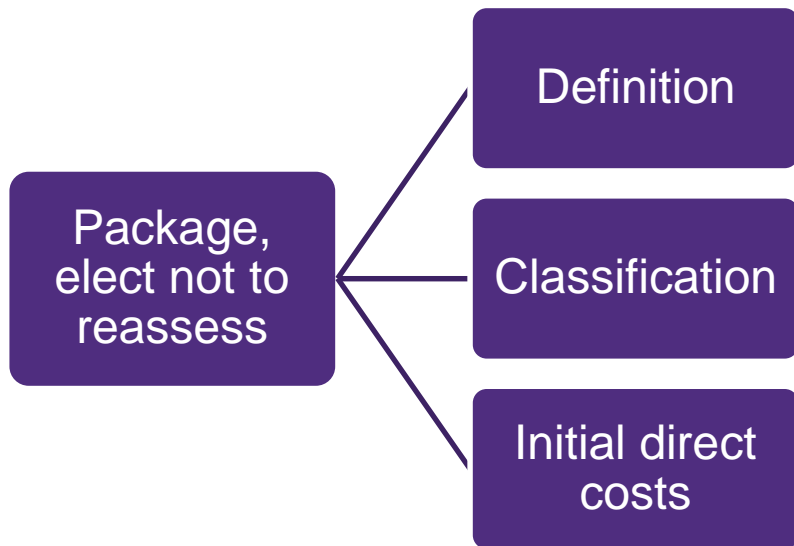 Definition
Package,
elect not to
reassess
Classification
Initial direct
costs